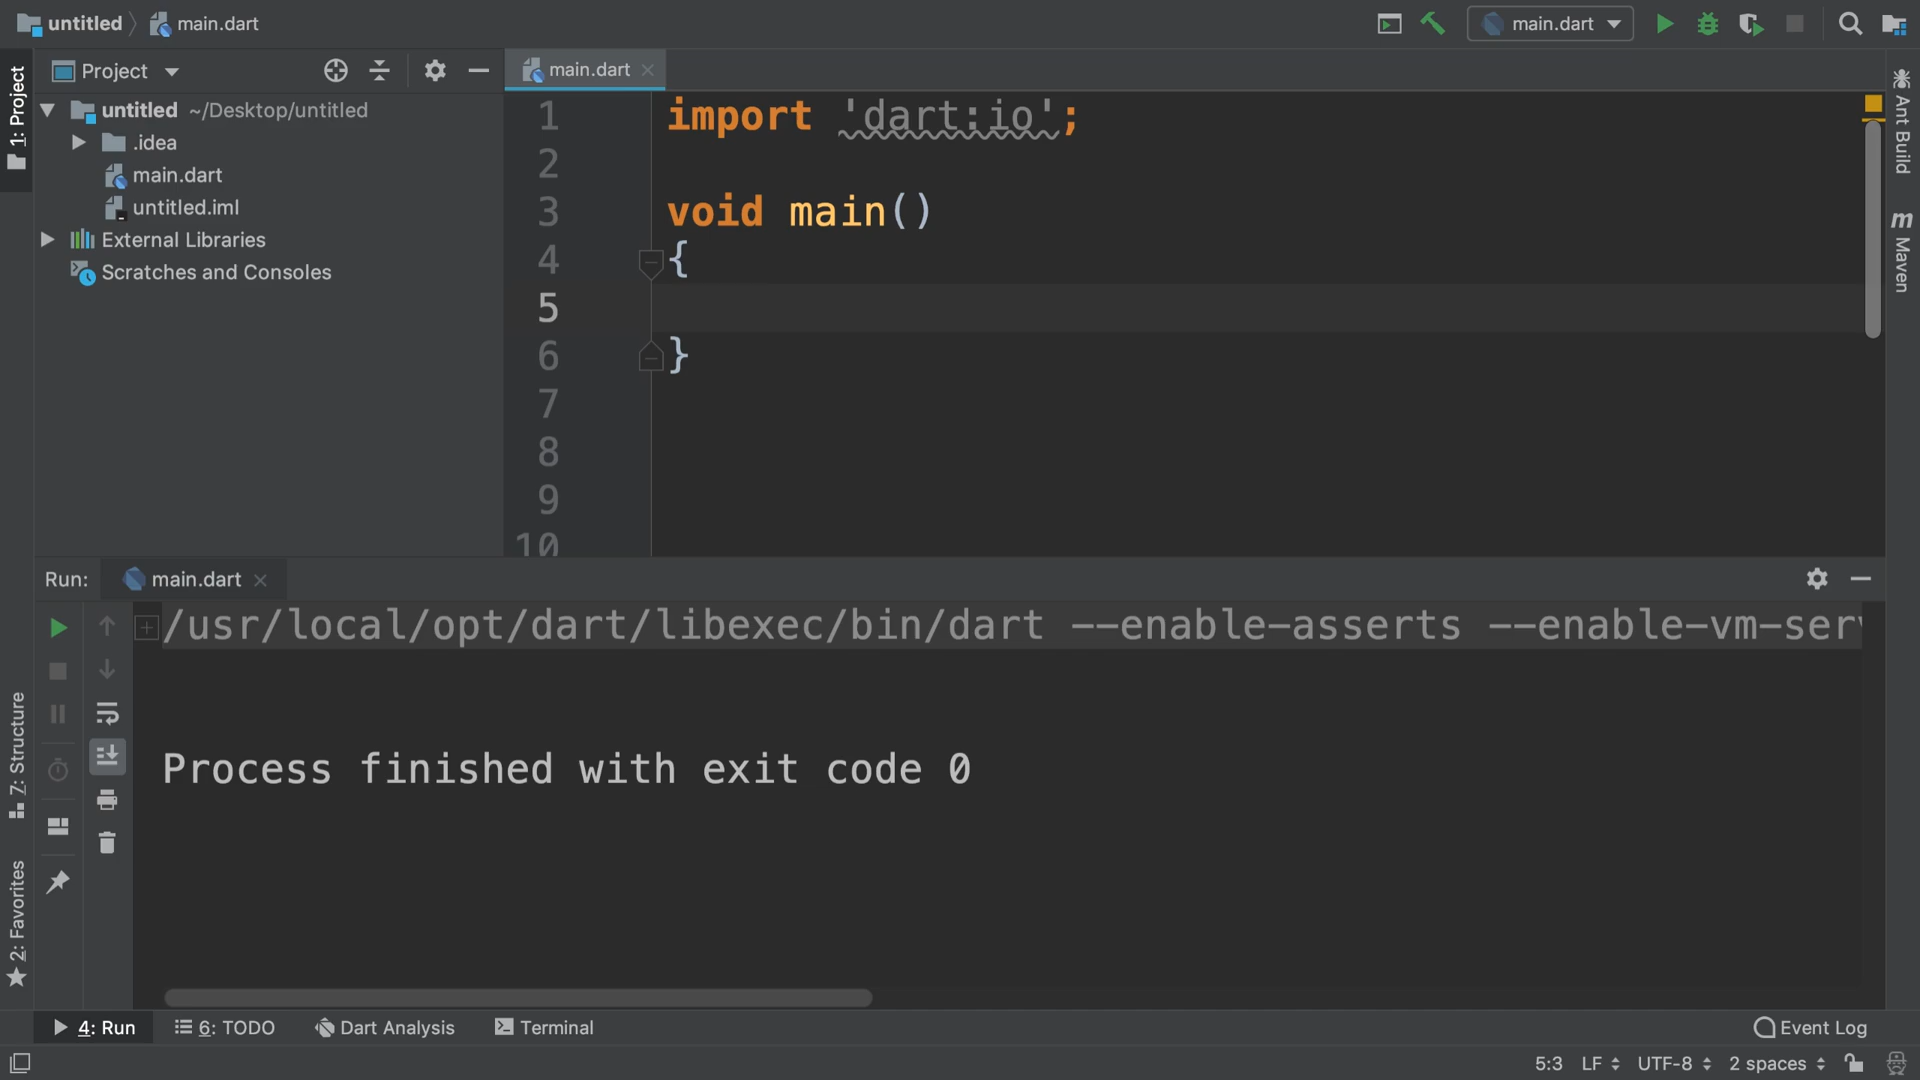 untitled main.dart main.dart
1: Project
Project
main.dart
untitled ~/Desktop/untitled
.idea
main.dart
untitled.iml
External Libraries
Scratches and Consoles
1 import 'dart:io';
2
3 void main()
4 {
5
6 }
7
8
9
10
Ant Build
m Maven
Run: main.dart
/usr/local/opt/dart/libexec/bin/dart --enable-asserts --enable-vm-ser
Process finished with exit code 0
7: Structure
2: Favorites
4: Run 6: TODO Dart Analysis Terminal Event Log
5:3 LF UTF-8 2 spaces